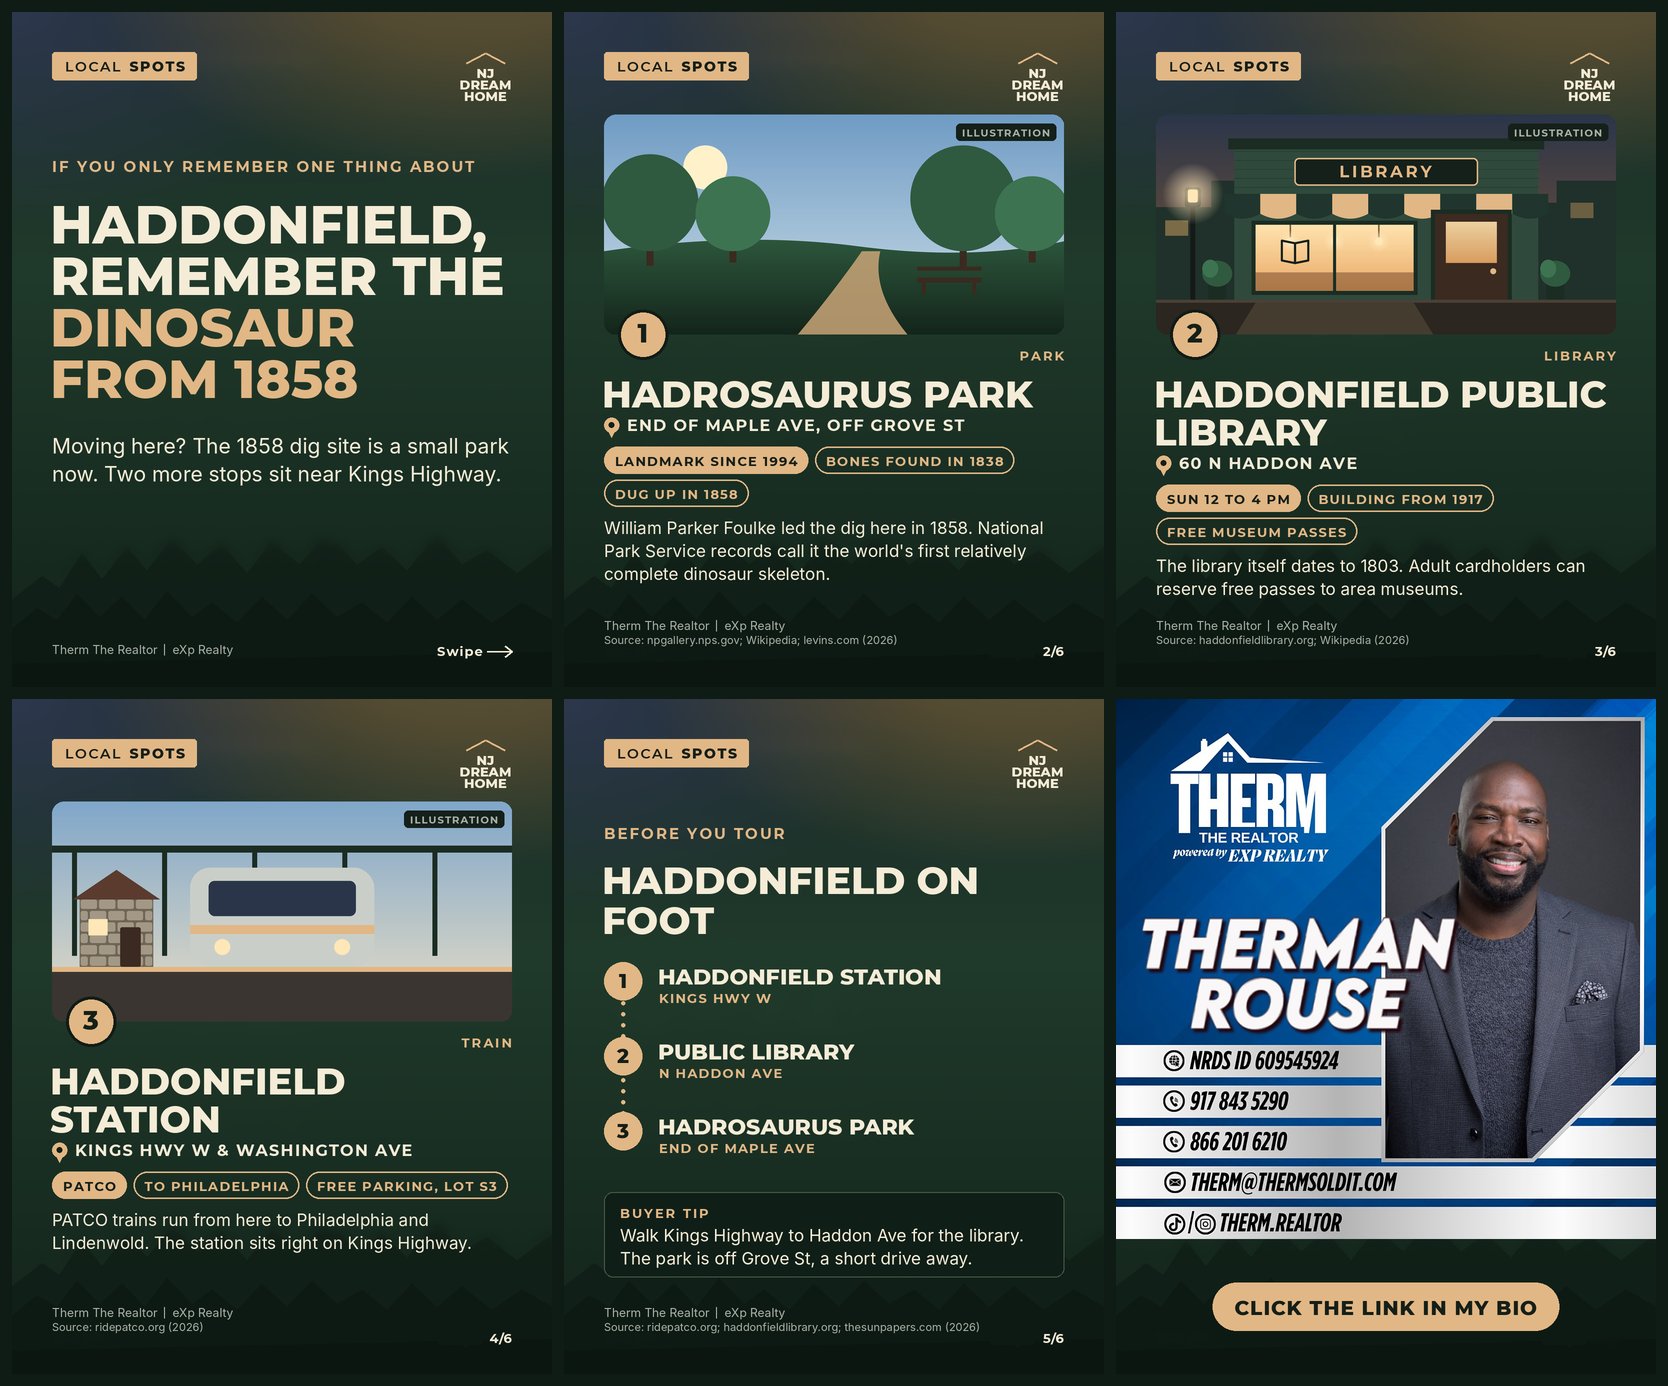 LOCAL SPOTS
NJ
DREAM
HOME
IF YOU ONLY REMEMBER ONE THING ABOUT
HADDONFIELD,
REMEMBER THE
DINOSAUR
FROM 1858
Moving here? The 1858 dig site is a small park
now. Two more stops sit near Kings Highway.
Therm The Realtor | eXp Realty
Swipe
LOCAL SPOTS
NJ
DREAM
HOME
ILLUSTRATION
1
PARK
HADROSAURUS PARK
END OF MAPLE AVE, OFF GROVE ST
LANDMARK SINCE 1994
BONES FOUND IN 1838
DUG UP IN 1858
William Parker Foulke led the dig here in 1858. National
Park Service records call it the world's first relatively
complete dinosaur skeleton.
Therm The Realtor | eXp Realty
Source: npgallery.nps.gov; Wikipedia; levins.com (2026)
2/6
LOCAL SPOTS
NJ
DREAM
HOME
ILLUSTRATION
LIBRARY
2
LIBRARY
HADDONFIELD PUBLIC
LIBRARY
60 N HADDON AVE
SUN 12 TO 4 PM
BUILDING FROM 1917
FREE MUSEUM PASSES
The library itself dates to 1803. Adult cardholders can
reserve free passes to area museums.
Therm The Realtor | eXp Realty
Source: haddonfieldlibrary.org; Wikipedia (2026)
3/6
LOCAL SPOTS
NJ
DREAM
HOME
ILLUSTRATION
3
TRAIN
HADDONFIELD
STATION
KINGS HWY W & WASHINGTON AVE
PATCO
TO PHILADELPHIA
FREE PARKING, LOT S3
PATCO trains run from here to Philadelphia and
Lindenwold. The station sits right on Kings Highway.
Therm The Realtor | eXp Realty
Source: ridepatco.org (2026)
4/6
LOCAL SPOTS
NJ
DREAM
HOME
BEFORE YOU TOUR
HADDONFIELD ON
FOOT
1
HADDONFIELD STATION
KINGS HWY W
2
PUBLIC LIBRARY
N HADDON AVE
3
HADROSAURUS PARK
END OF MAPLE AVE
BUYER TIP
Walk Kings Highway to Haddon Ave for the library.
The park is off Grove St, a short drive away.
Therm The Realtor | eXp Realty
Source: ridepatco.org; haddonfieldlibrary.org; thesunpapers.com (2026)
5/6
THERM
THE REALTOR
powered by EXP REALTY
THERMAN
ROUSE
NRDS ID 609545924
917 843 5290
866 201 6210
THERM@THERMSOLDIT.COM
/ THERM.REALTOR
CLICK THE LINK IN MY BIO